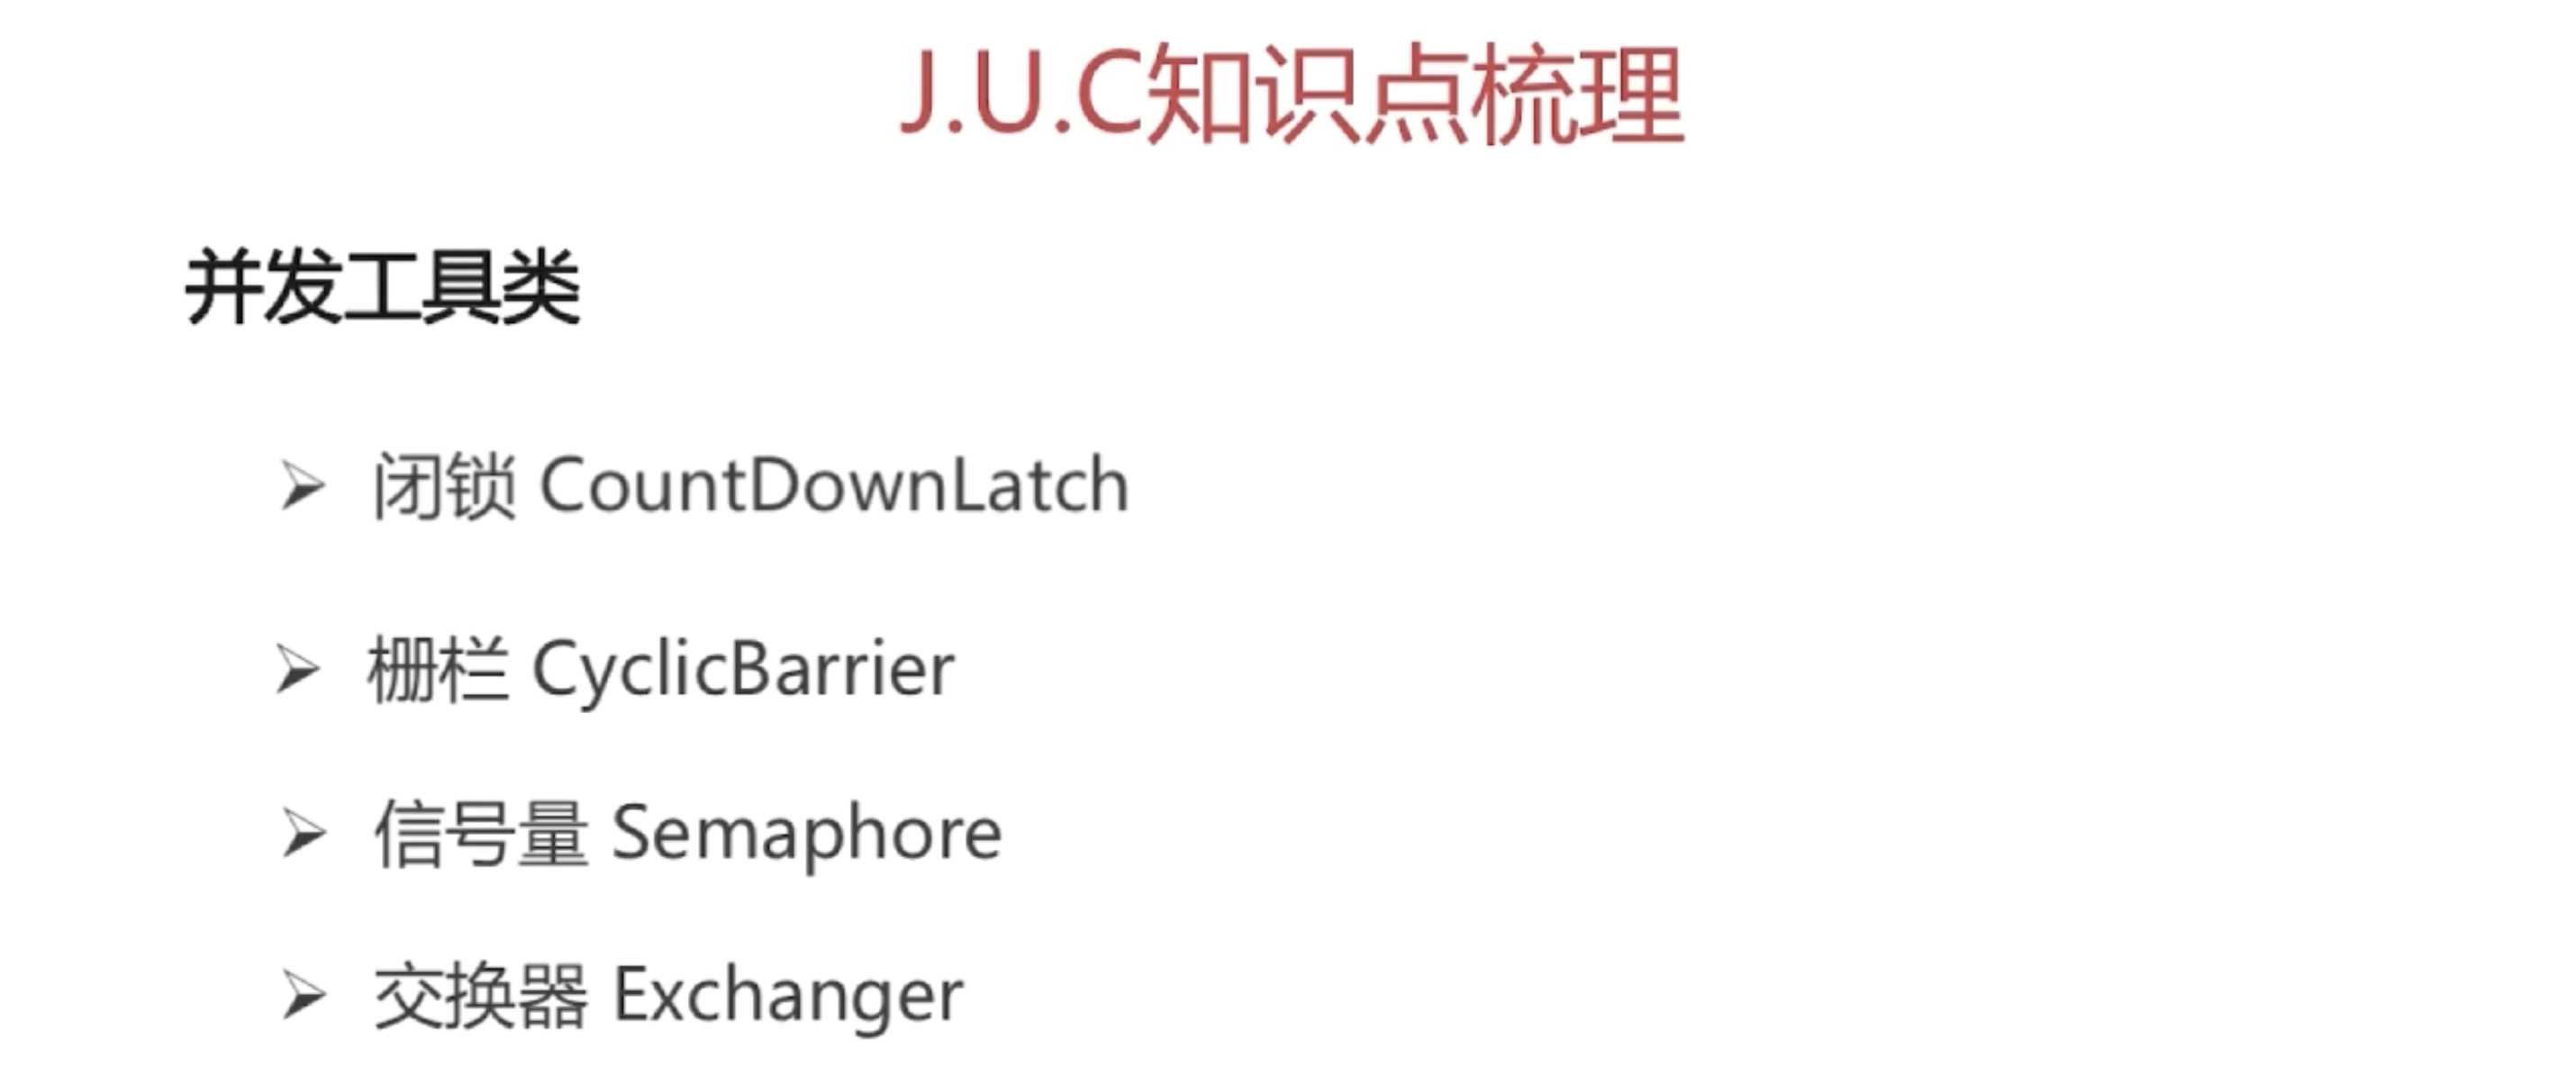 J.U.C知识点梳理
并发工具类
➢ 闭锁 CountDownLatch
➢ 栅栏 CyclicBarrier
➢ 信号量 Semaphore
➢ 交换器 Exchanger